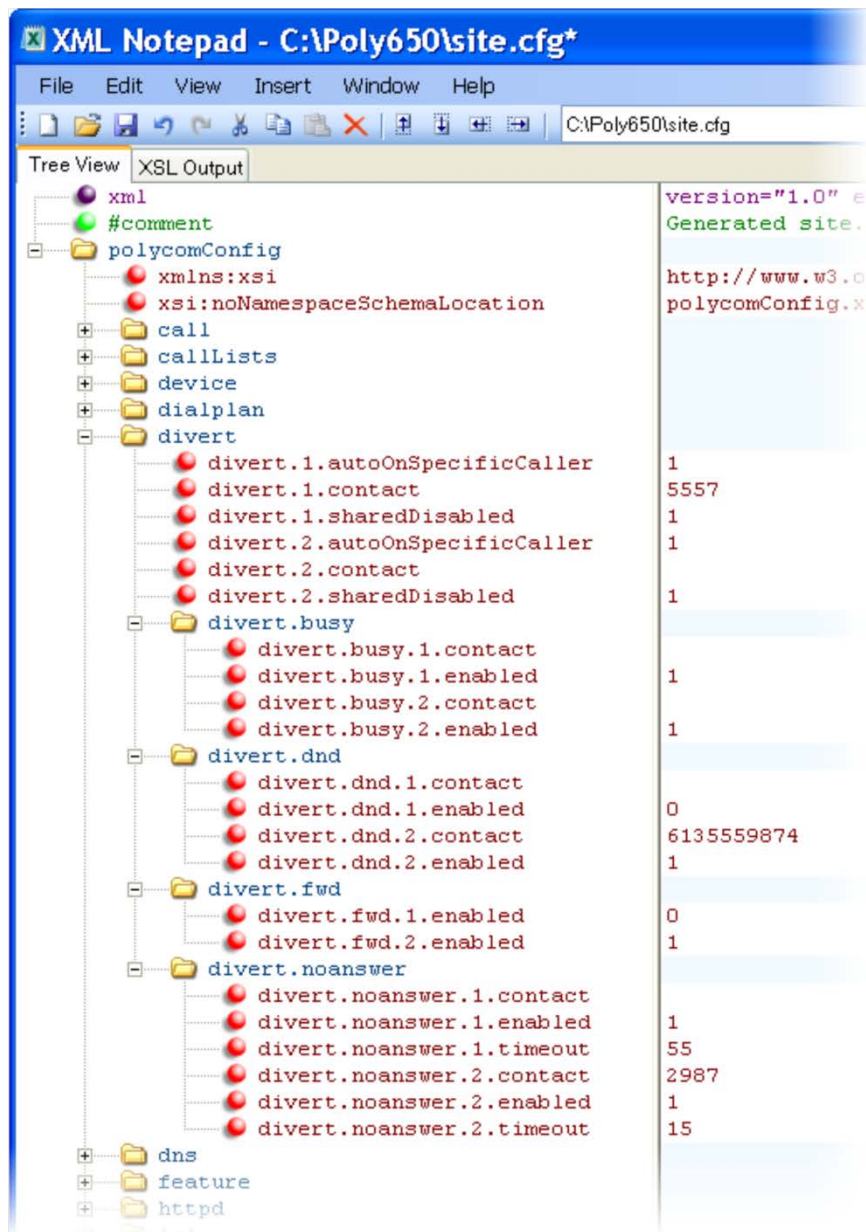 XML Notepad - C:\Poly650\site.cfg*
File Edit View Insert Window Help
C:\Poly650\site.cfg
Tree View XSL Output
xml version="1.0" e
#comment Generated site.
polycomConfig
xmlns:xsi http://www.w3.o
xsi:noNamespaceSchemaLocation polycomConfig.x
call
callLists
device
dialplan
divert
divert.1.autoOnSpecificCaller 1
divert.1.contact 5557
divert.1.sharedDisabled 1
divert.2.autoOnSpecificCaller 1
divert.2.contact
divert.2.sharedDisabled 1
divert.busy
divert.busy.1.contact
divert.busy.1.enabled 1
divert.busy.2.contact
divert.busy.2.enabled 1
divert.dnd
divert.dnd.1.contact
divert.dnd.1.enabled 0
divert.dnd.2.contact 6135559874
divert.dnd.2.enabled 1
divert.fwd
divert.fwd.1.enabled 0
divert.fwd.2.enabled 1
divert.noanswer
divert.noanswer.1.contact
divert.noanswer.1.enabled 1
divert.noanswer.1.timeout 55
divert.noanswer.2.contact 2987
divert.noanswer.2.enabled 1
divert.noanswer.2.timeout 15
dns
feature
httpd